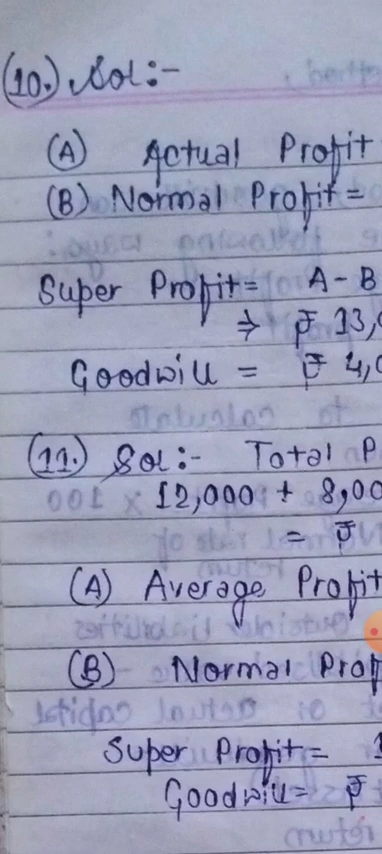 (10.) Sol:-
(A) Actual Profit
(B) Normal Profit =
Super Profit = A - B
⇒ ₹ 13,
Goodwill = ₹ 4,0
(11.) Sol:- Total P
12,000 + 8,00
= ₹
(A) Average Profit
(B) Normal Prof
Super Profit =
Goodwill = ₹